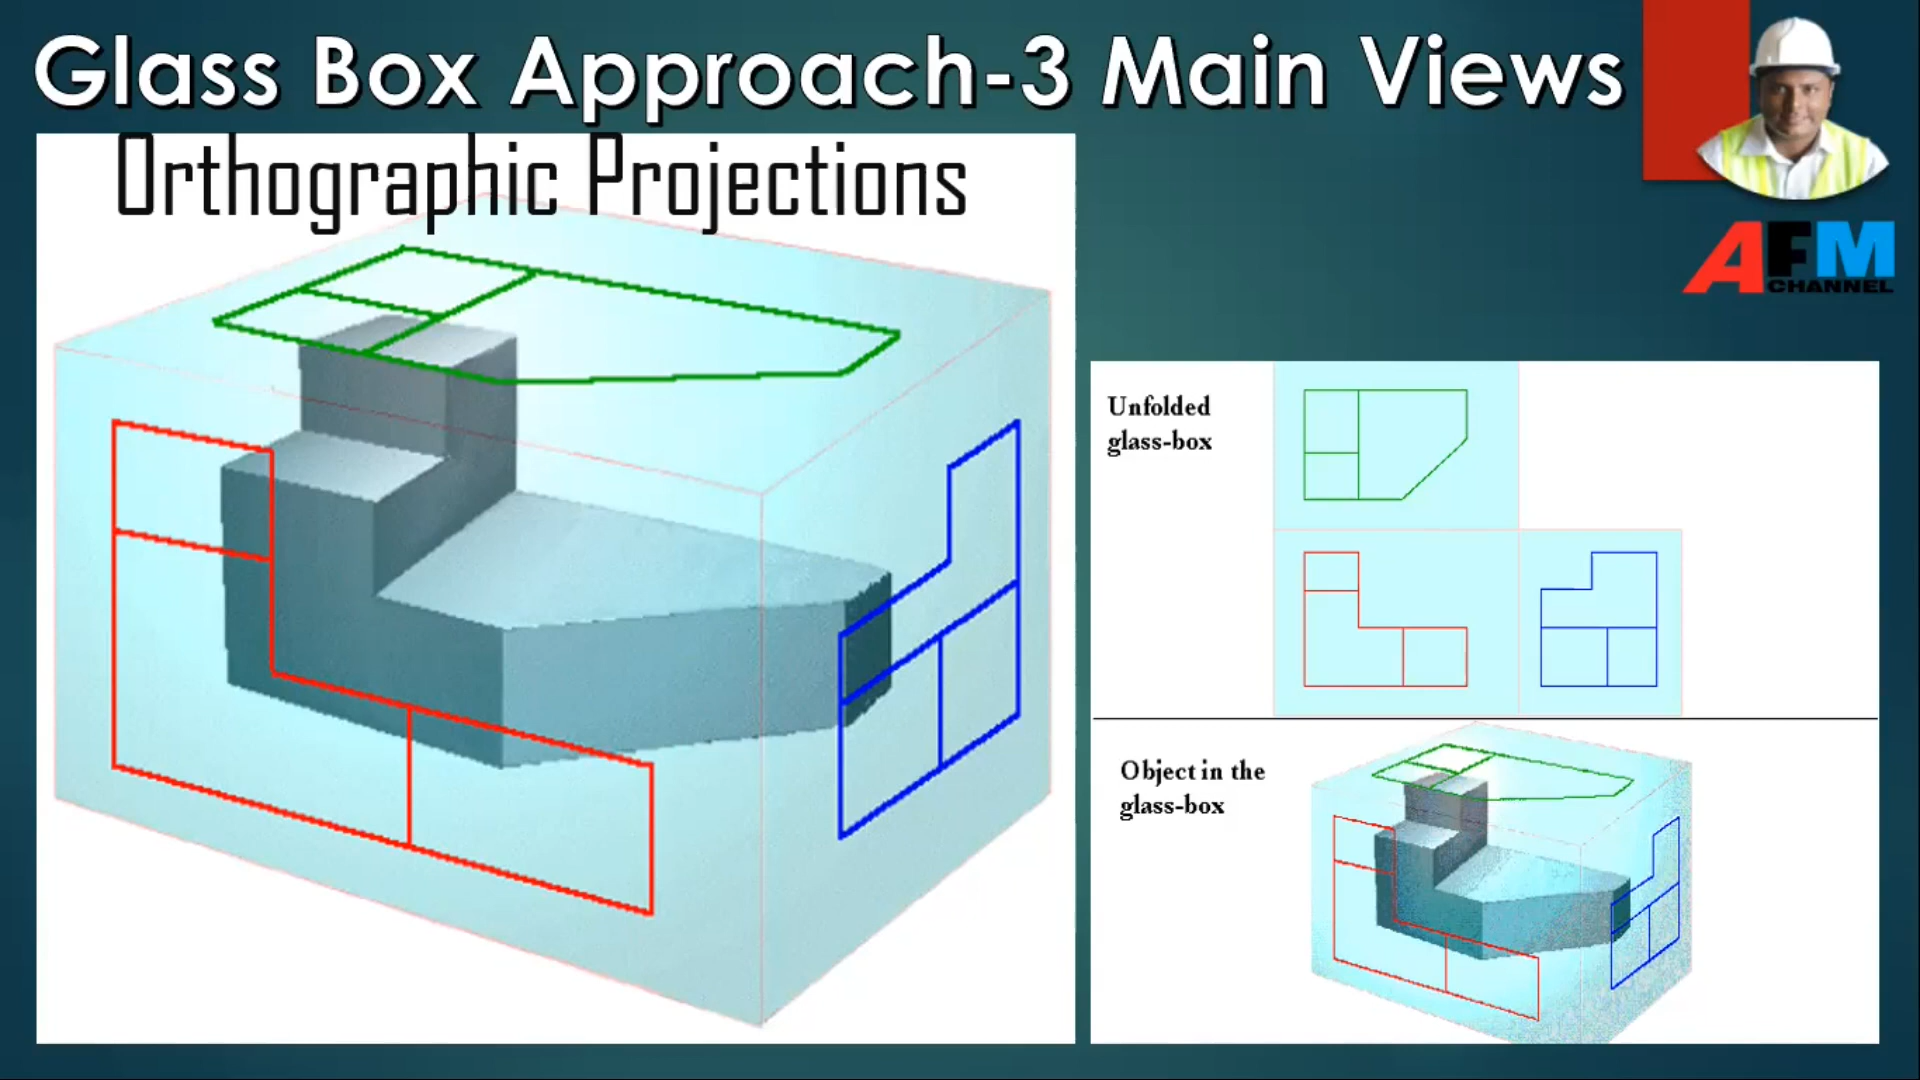 Glass Box Approach-3 Main Views
Orthographic Projections
AFM
CHANNEL
Unfolded
glass-box
Object in the
glass-box